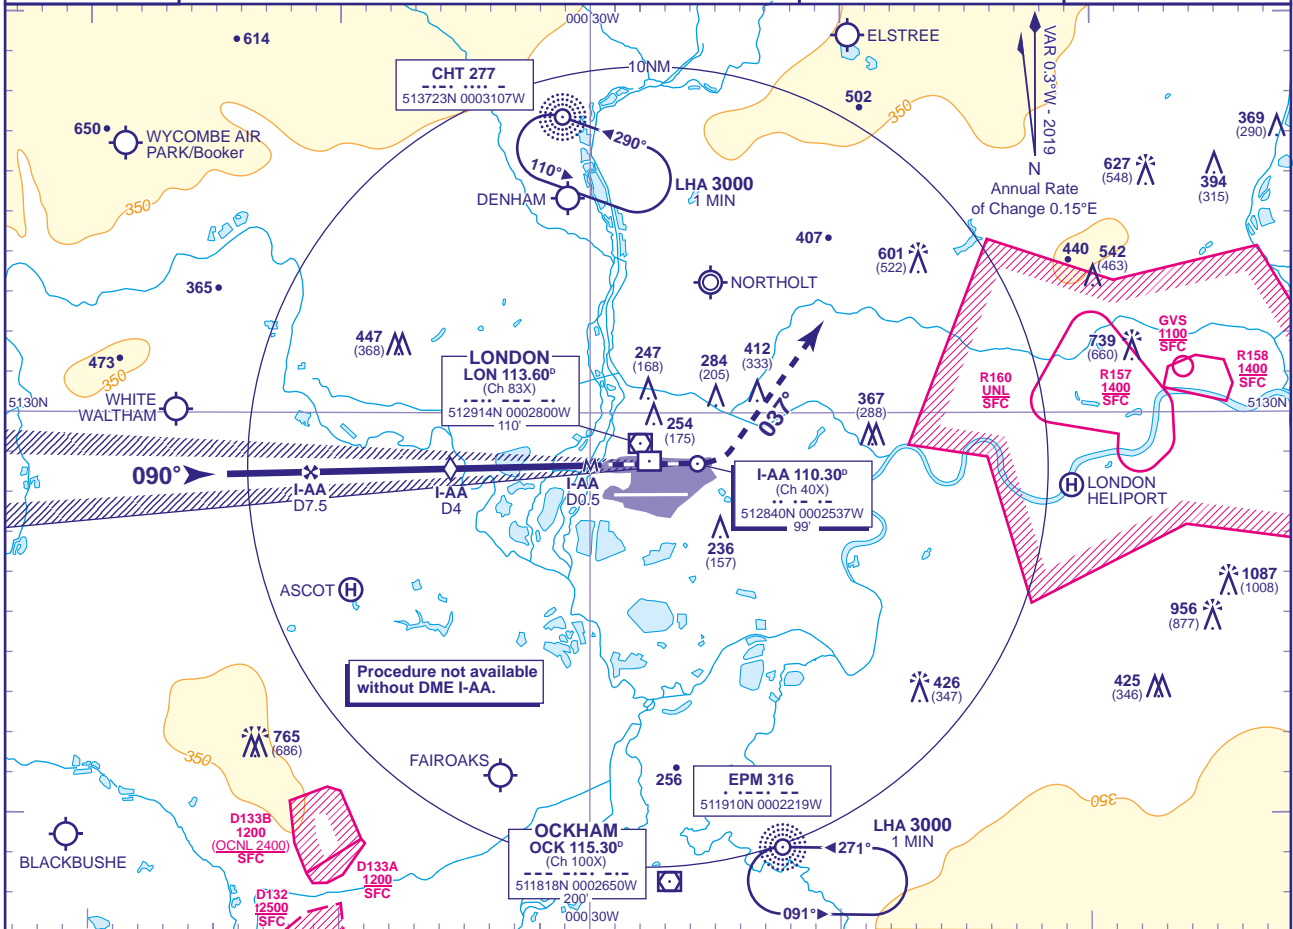 000 30W
614
ELSTREE
VAR 0.3°W - 2019
10NM
CHT 277
513723N 0003107W
502
350
369
(290)
650
WYCOMBE AIR
PARK/Booker
290°
110°
627
(548)
394
(315)
N
Annual Rate
of Change 0.15°E
LHA 3000
1 MIN
DENHAM
350
407
601
(522)
440
542
(463)
365
NORTHOLT
447
(368)
473
350
GVS
1100
SFC
739
(660)
R158
1400
SFC
R160
UNL
SFC
R157
1400
SFC
LONDON
LON 113.60ᴰ
(Ch 83X)
512914N 0002800W
110'
247
(168)
284
(205)
412
(333)
254
(175)
037°
367
(288)
5130N
WHITE
WALTHAM
5130N
090°
I-AA
D7.5
I-AA
D4
I-AA
D0.5
I-AA 110.30ᴰ
(Ch 40X)
512840N 0002537W
99'
H
LONDON
HELIPORT
236
(157)
ASCOT
H
1087
(1008)
956
(877)
Procedure not available
without DME I-AA.
426
(347)
425
(346)
765
(686)
350
FAIROAKS
256
EPM 316
511910N 0002219W
350
D133B
1200
(OCNL 2400)
SFC
BLACKBUSHE
D133A
1200
SFC
D132
2500
SFC
OCKHAM
OCK 115.30ᴰ
(Ch 100X)
511818N 0002650W
200'
LHA 3000
1 MIN
271°
091°
000 30W